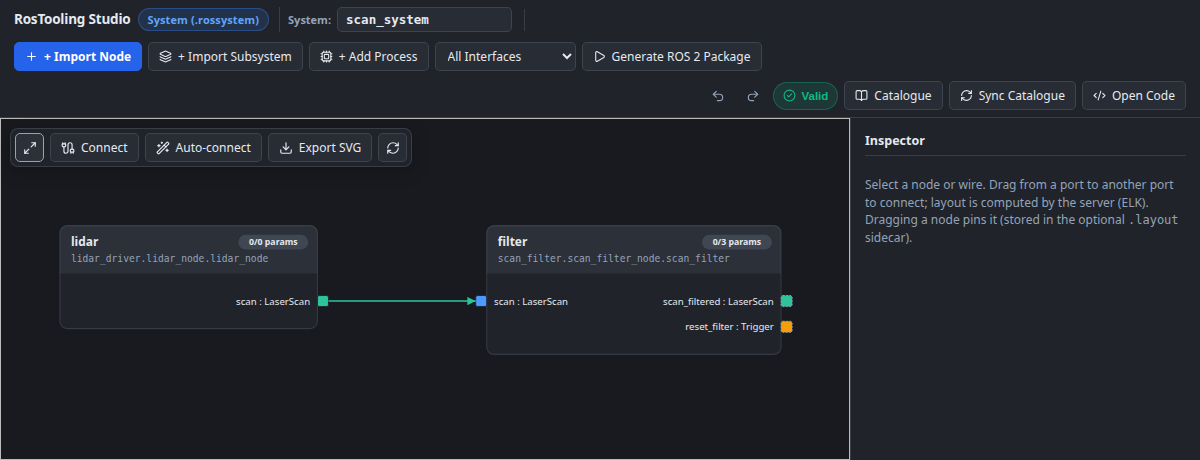 RosTooling Studio
System (.rossystem)
System:
scan_system
+ Import Node
+ Import Subsystem
+ Add Process
All Interfaces
Generate ROS 2 Package
Valid
Catalogue
Sync Catalogue
Open Code
Connect
Auto-connect
Export SVG
lidar
0/0 params
lidar_driver.lidar_node.lidar_node
scan : LaserScan
filter
0/3 params
scan_filter.scan_filter_node.scan_filter
scan : LaserScan
scan_filtered : LaserScan
reset_filter : Trigger
Inspector
Select a node or wire. Drag from a port to another port
to connect; layout is computed by the server (ELK).
Dragging a node pins it (stored in the optional .layout
sidecar).